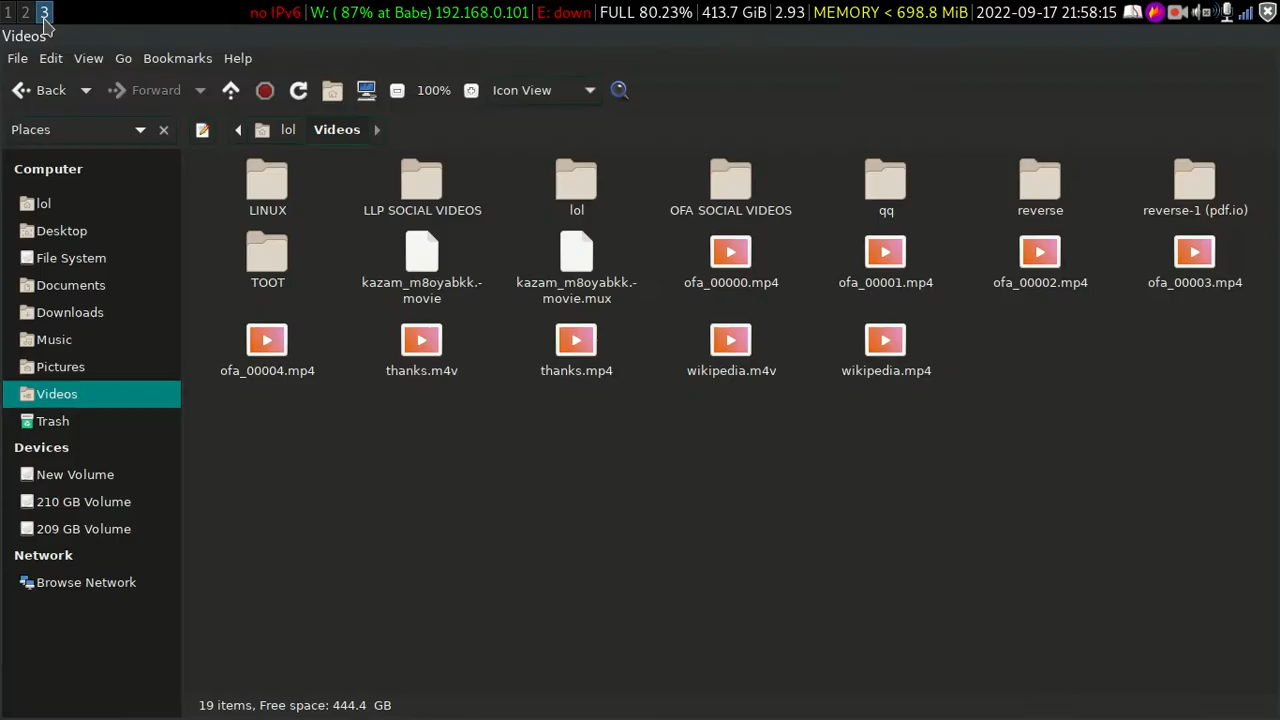 1 2 3 no IPv6 | W: ( 87% at Babe) 192.168.0.101 | E: down | FULL 80.23% | 413.7 GiB | 2.93 | MEMORY < 698.8 MiB | 2022-09-17 21:58:15
Videos
File Edit View Go Bookmarks Help
Back Forward 100% Icon View
Places lol Videos
Computer
lol
Desktop
File System
Documents
Downloads
Music
Pictures
Videos
Trash
Devices
New Volume
210 GB Volume
209 GB Volume
Network
Browse Network
LINUX LLP SOCIAL VIDEOS lol OFA SOCIAL VIDEOS qq reverse reverse-1 (pdf.io)
TOOT kazam_m8oyabkk.- kazam_m8oyabkk.- ofa_00000.mp4 ofa_00001.mp4 ofa_00002.mp4 ofa_00003.mp4
movie movie.mux
ofa_00004.mp4 thanks.m4v thanks.mp4 wikipedia.m4v wikipedia.mp4
19 items, Free space: 444.4 GB